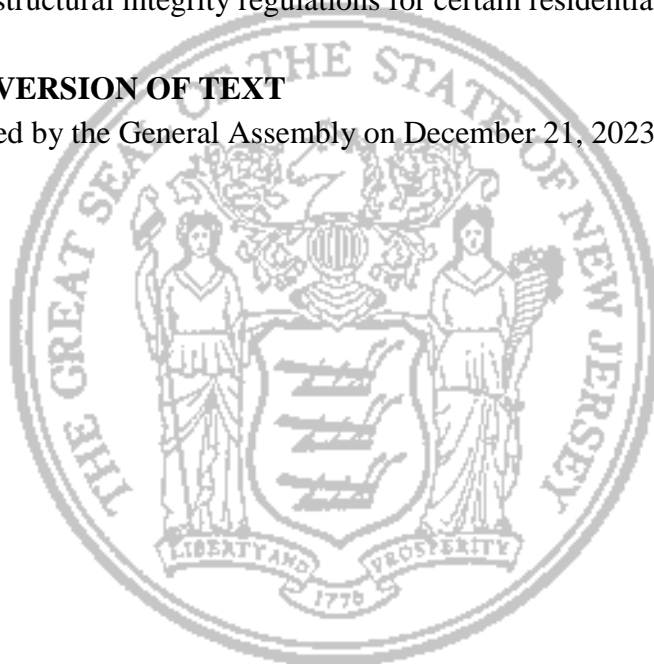 structural integrity regulations for certain residentia
VERSION OF TEXT
ed by the General Assembly on December 21, 2023
THE GREAT SEAL OF THE STATE OF NEW JERSEY
LIBERTY AND PROSPERITY
1776